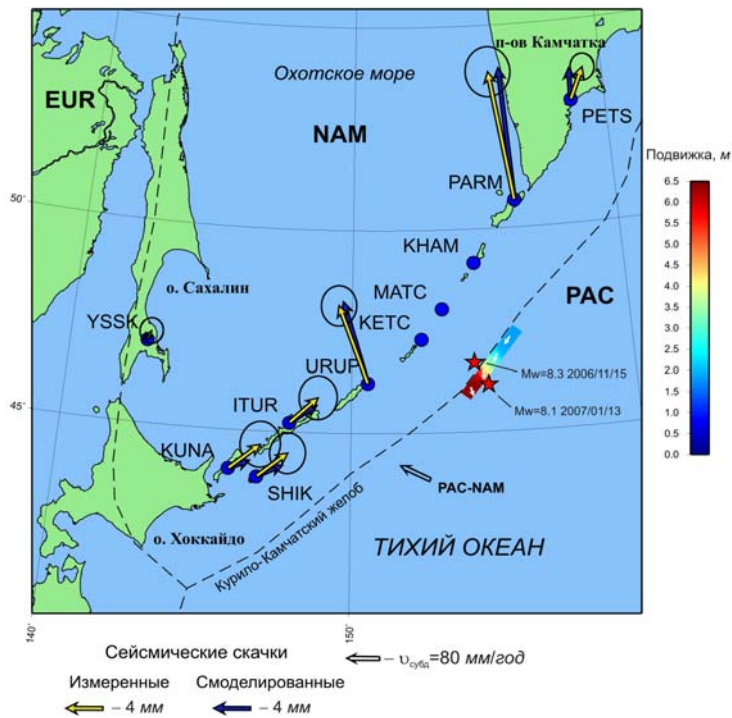 п-ов Камчатка
Охотское море
EUR
NAM
PETS
Подвижка, м
PARM
6.5
6.0
5.5
5.0
4.5
4.0
3.5
3.0
2.5
2.0
1.5
1.0
0.5
0.0
50°
KHAM
о. Сахалин
MATC
PAC
YSSK
KETC
URUP
Mw=8.3 2006/11/15
ITUR
Mw=8.1 2007/01/13
45°
KUNA
SHIK
PAC-NAM
о. Хоккайдо
Курило-Камчатский желоб
ТИХИЙ ОКЕАН
140°
150°
Сейсмические скачки
– υсубд=80 мм/год
Измеренные Смоделированные
– 4 мм – 4 мм